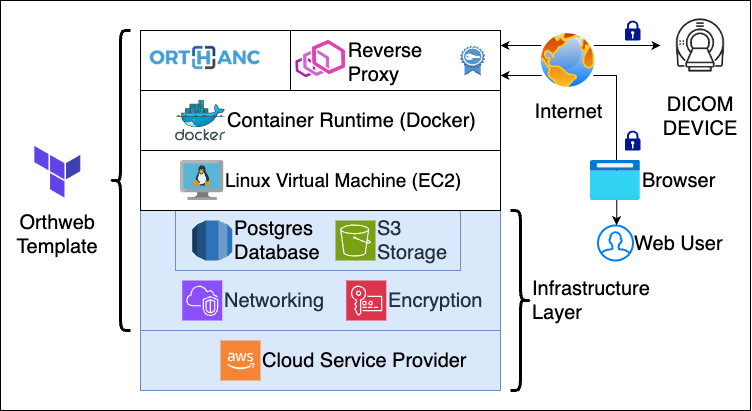 ORTHANC
Reverse
Proxy
Internet
DICOM
DEVICE
docker
Container Runtime (Docker)
Linux Virtual Machine (EC2)
Browser
Orthweb
Template
Postgres
Database
S3
Storage
Web User
Networking
Encryption
Infrastructure
Layer
aws
Cloud Service Provider